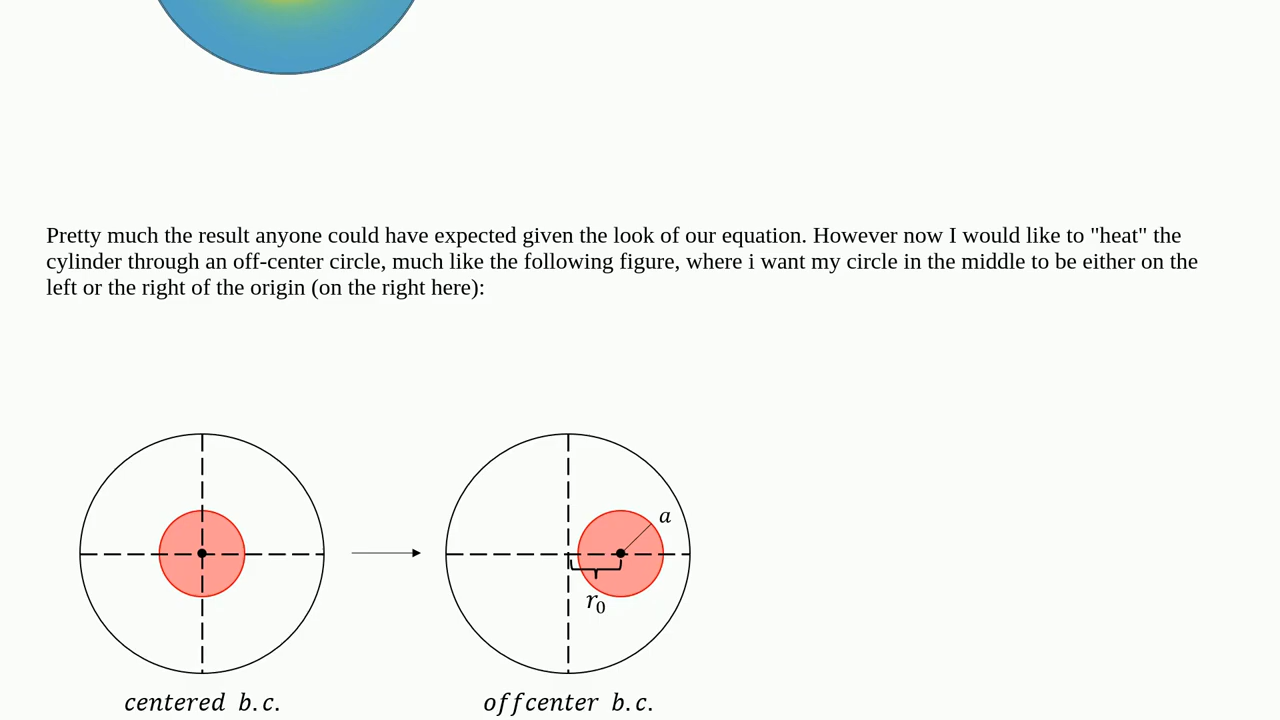 Pretty much the result anyone could have expected given the look of our equation. However now I would like to "heat" the
cylinder through an off-center circle, much like the following figure, where i want my circle in the middle to be either on the
left or the right of the origin (on the right here):
a
r0
centered b.c.
offcenter b.c.